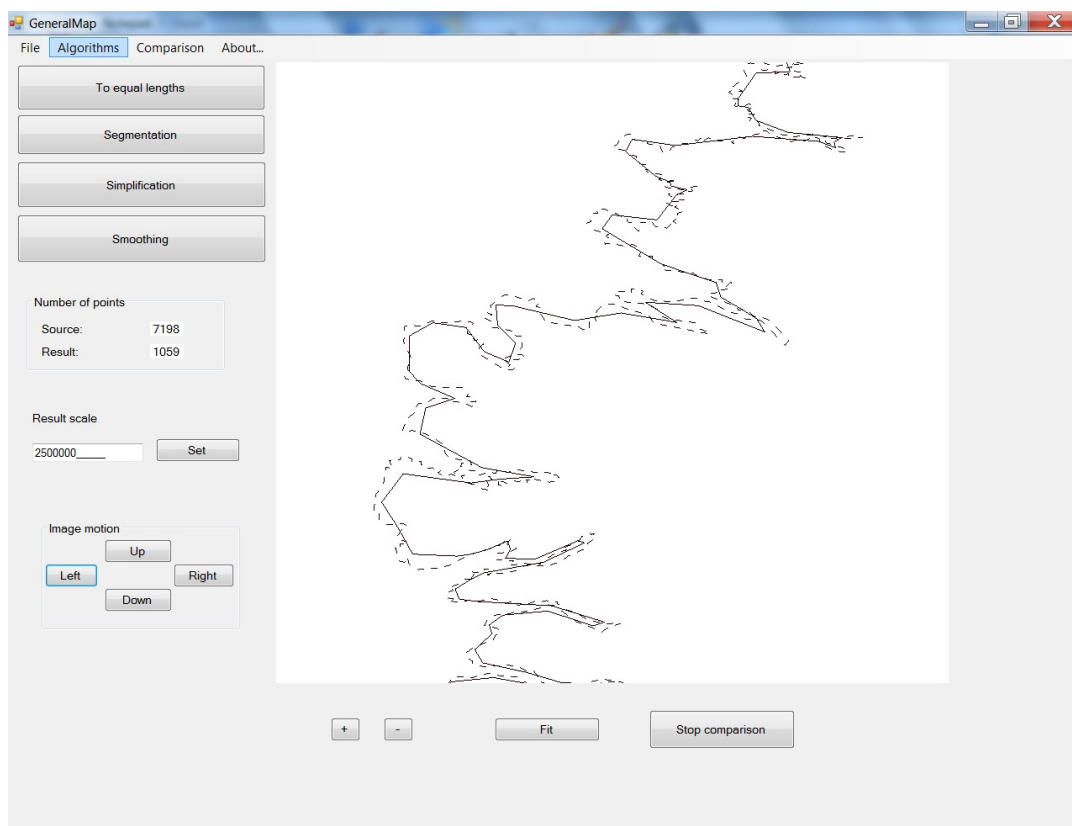 GeneralMap
File Algorithms Comparison About...
To equal lengths
Segmentation
Simplification
Smoothing
Number of points
Source: 7198
Result: 1059
Result scale
2500000_____ Set
Image motion
Up
Left Right
Down
+ - Fit Stop comparison